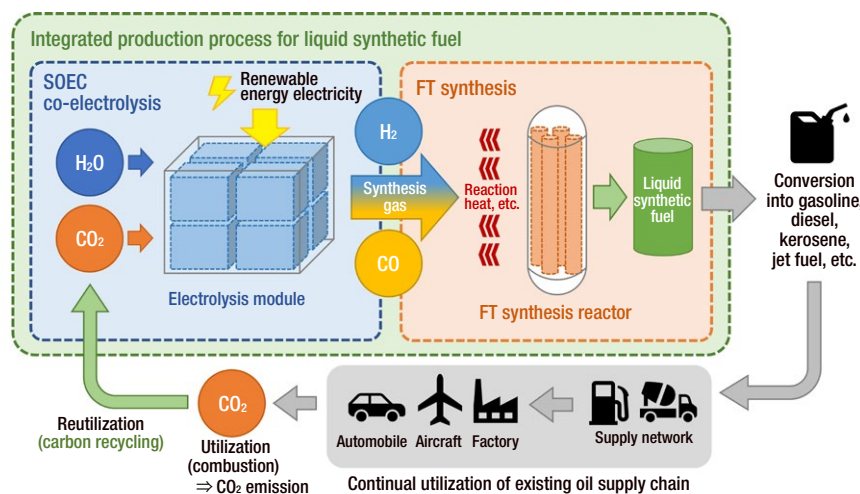 Integrated production process for liquid synthetic fuel
SOEC
co-electrolysis
Renewable
energy electricity
H₂O
CO₂
Electrolysis module
H₂
Synthesis
gas
CO
FT synthesis
Reaction
heat, etc.
FT synthesis reactor
Liquid
synthetic
fuel
Conversion
into gasoline,
diesel,
kerosene,
jet fuel, etc.
Supply network
Automobile
Aircraft
Factory
Continual utilization of existing oil supply chain
CO₂
Utilization
(combustion)
⇒ CO₂ emission
Reutilization
(carbon recycling)